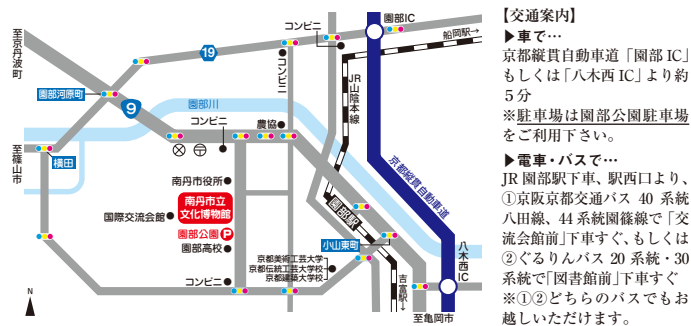 至京丹波町
コンビニ
園部IC
船岡駅→
19
コンビニ
JR山陰本線
園部河原町
9
園部川
コンビニ
農協
横田
至篠山市
京都縦貫自動車道
南丹市役所
南丹市立
文化博物館
国際交流会館
園部駅
園部公園 P
小山東町
園部高校
八木西IC
京都美術工芸大学
京都伝統工芸大学校
京都建築大学校
コンビニ
吉富駅→
N
至亀岡市
【交通案内】
▶車で…
京都縦貫自動車道「園部 IC」
もしくは「八木西 IC」より約
５分
※駐車場は園部公園駐車場
をご利用下さい。
▶電車・バスで…
JR 園部駅下車、駅西口より、
①京阪京都交通バス 40 系統
八田線、44 系統園篠線で「交
流会館前」下車すぐ、もしくは
②ぐるりんバス 20 系統・30
系統で「図書館前」下車すぐ
※①②どちらのバスでもお
越しいただけます。